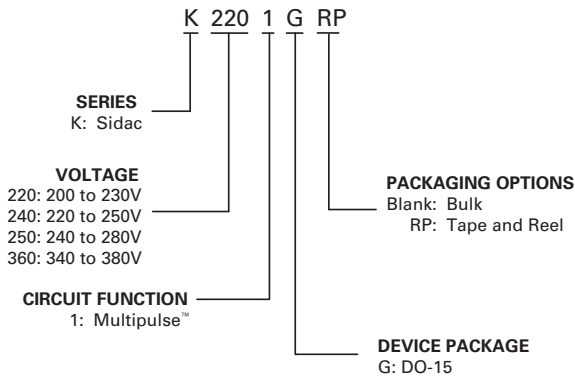 K 220 1 G RP
SERIES
K: Sidac
VOLTAGE
220: 200 to 230V
240: 220 to 250V
250: 240 to 280V
360: 340 to 380V
CIRCUIT FUNCTION
1: Multipulse™
PACKAGING OPTIONS
Blank: Bulk
RP: Tape and Reel
DEVICE PACKAGE
G: DO-15